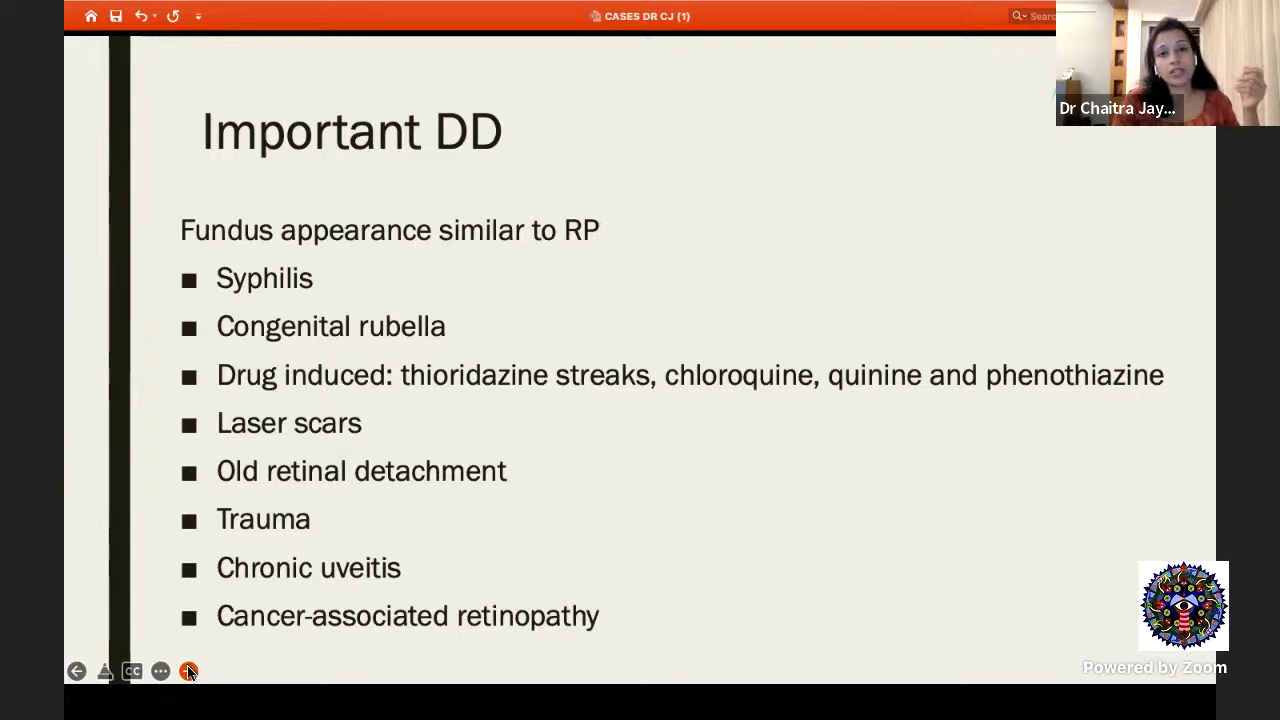 CASES DR CJ (1)
Sear
Dr Chaitra Jay...
Important DD
Fundus appearance similar to RP
■ Syphilis
■ Congenital rubella
■ Drug induced: thioridazine streaks, chloroquine, quinine and phenothiazine
■ Laser scars
■ Old retinal detachment
■ Trauma
■ Chronic uveitis
■ Cancer-associated retinopathy
CC
Powered by Zoom